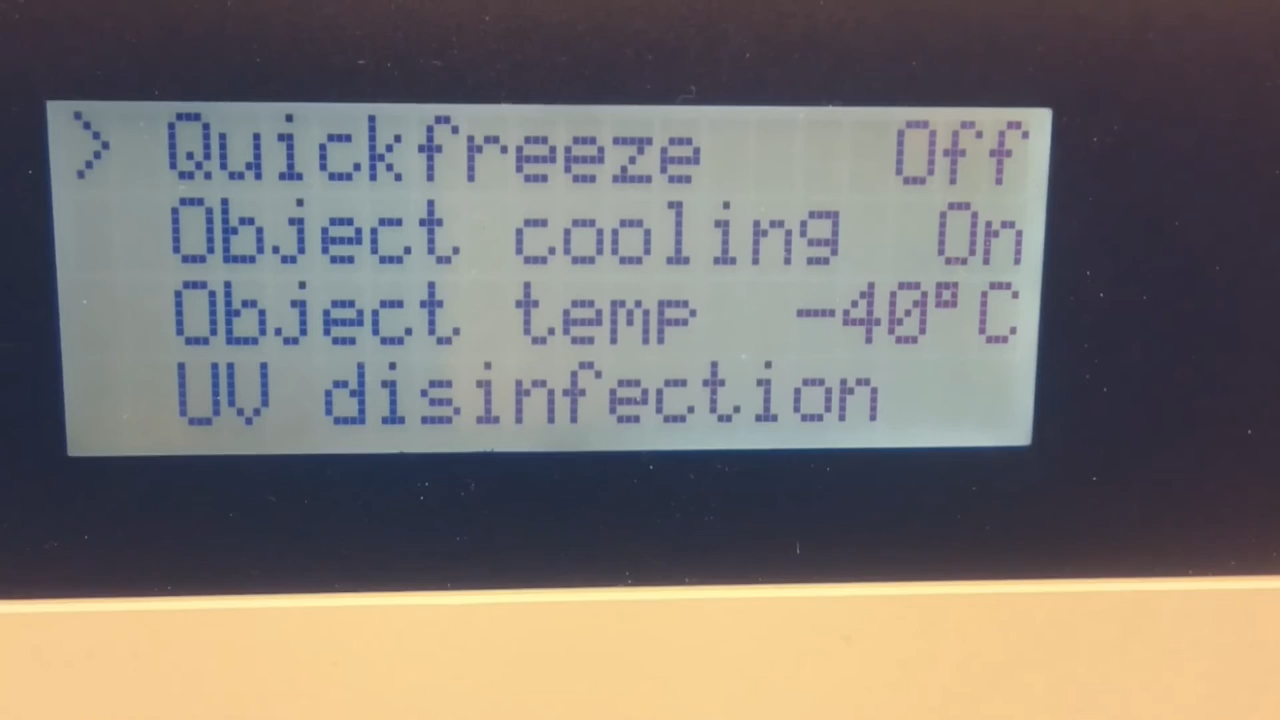 > Quickfreeze Off
Object cooling On
Object temp -40°C
UV disinfection